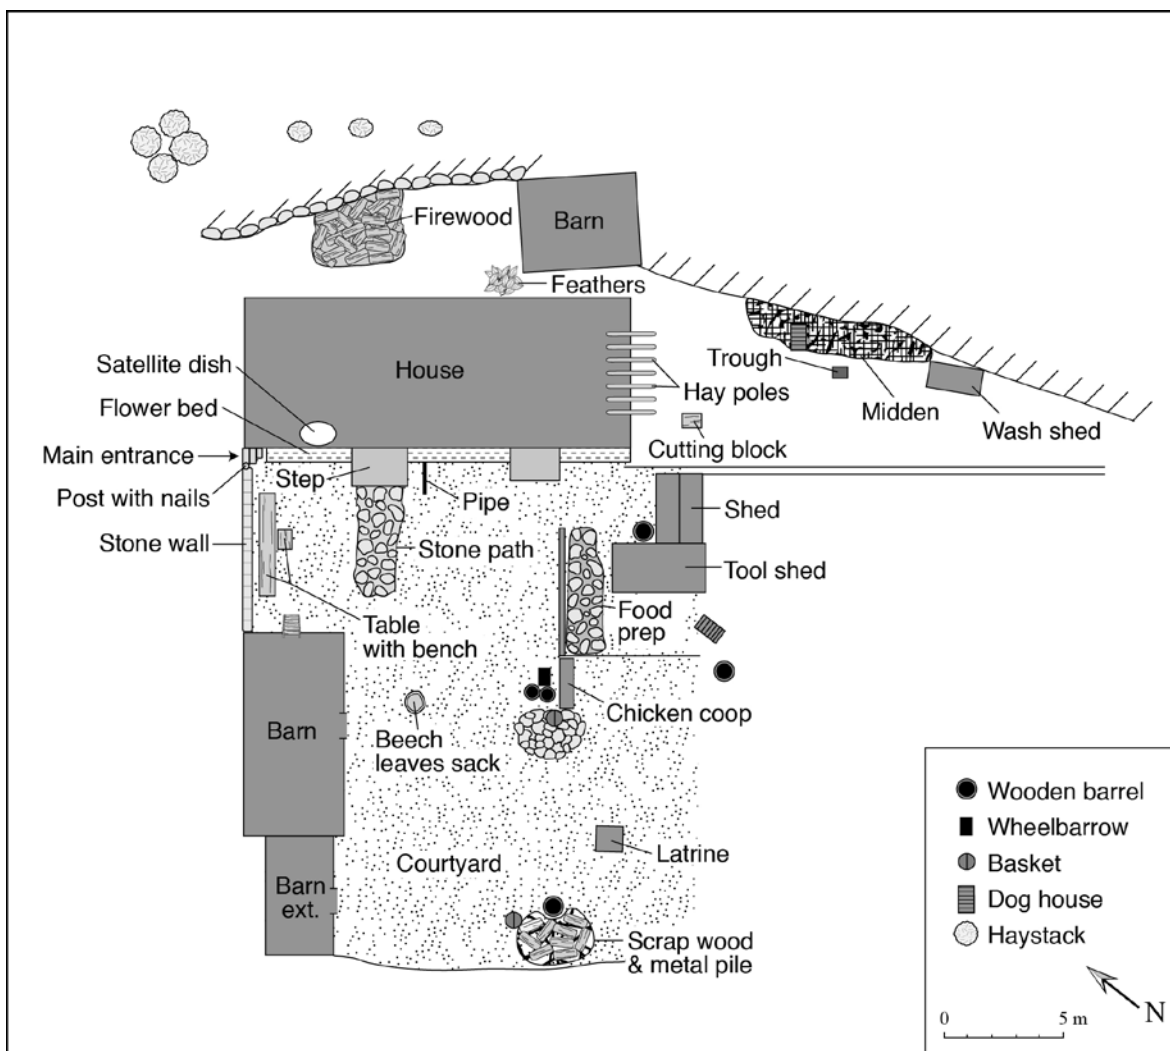 Firewood
Barn
Feathers
Satellite dish
House
Trough
Flower bed
Hay poles
Midden
Wash shed
Main entrance
Cutting block
Step
Post with nails
Pipe
Shed
Stone wall
Stone path
Tool shed
Table
with bench
Food
prep
Chicken coop
Barn
Beech
leaves sack
Latrine
Courtyard
Barn
ext.
Scrap wood
& metal pile
Wooden barrel
Wheelbarrow
Basket
Dog house
Haystack
N
0 5 m